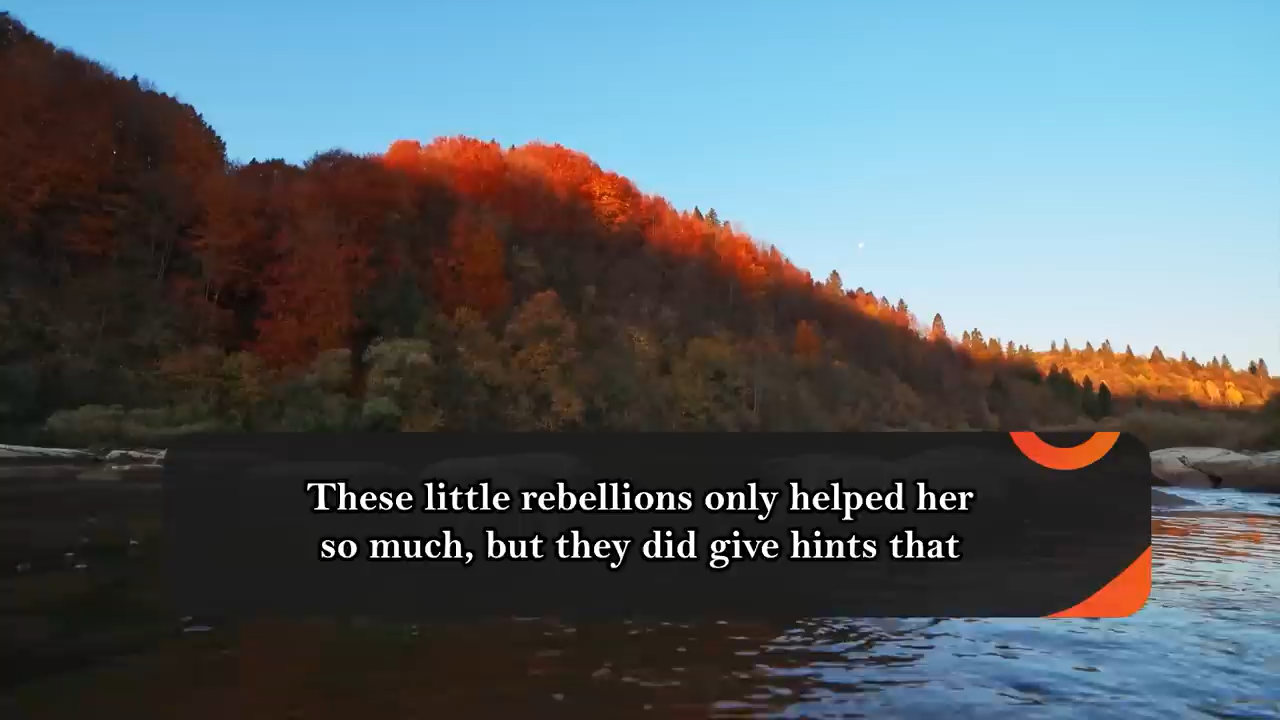 These little rebellions only helped her
so much, but they did give hints that